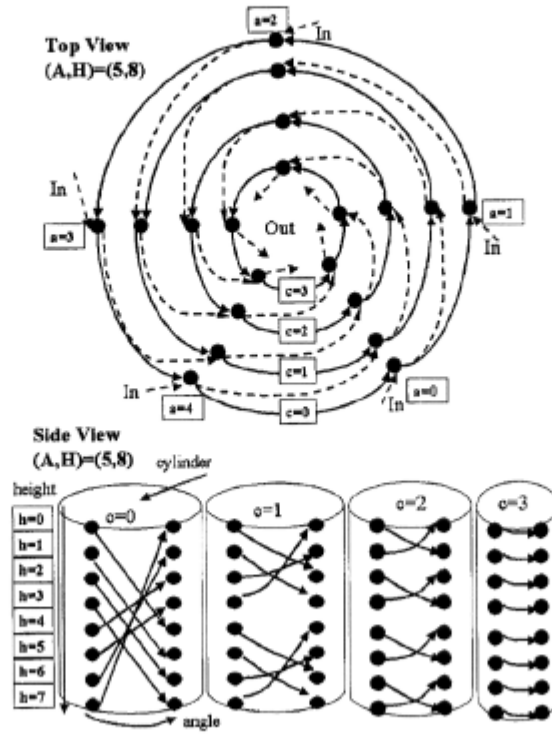 a=2
In
Top View
(A,H)=(5,8)
In
a=3
Out
a=1
In
c=3
c=2
c=1
In
a=4
c=0
In
a=0
Side View
(A,H)=(5,8)
cylinder
height
c=0
c=1
c=2
c=3
h=0
h=1
h=2
h=3
h=4
h=5
h=6
h=7
angle